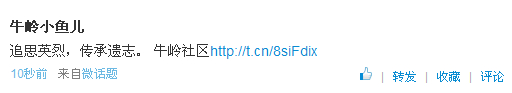 牛岭小鱼儿
追思英烈，传承遗志。 牛岭社区http://t.cn/8siFdix
10秒前 来自微话题 | 转发 | 收藏 | 评论